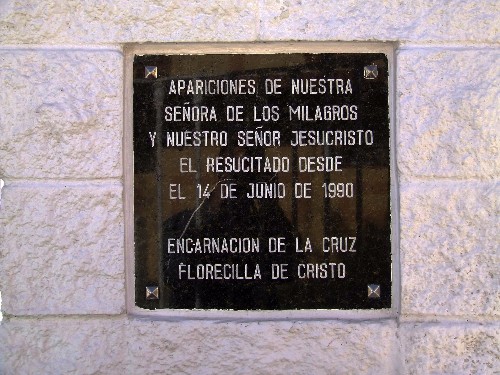 APARICIONES DE NUESTRA
SEÑORA DE LOS MILAGROS
Y NUESTRO SEÑOR JESUCRISTO
EL RESUCITADO DESDE
EL 14 DE JUNIO DE 1990
ENCARNACION DE LA CRUZ
FLORECILLA DE CRISTO